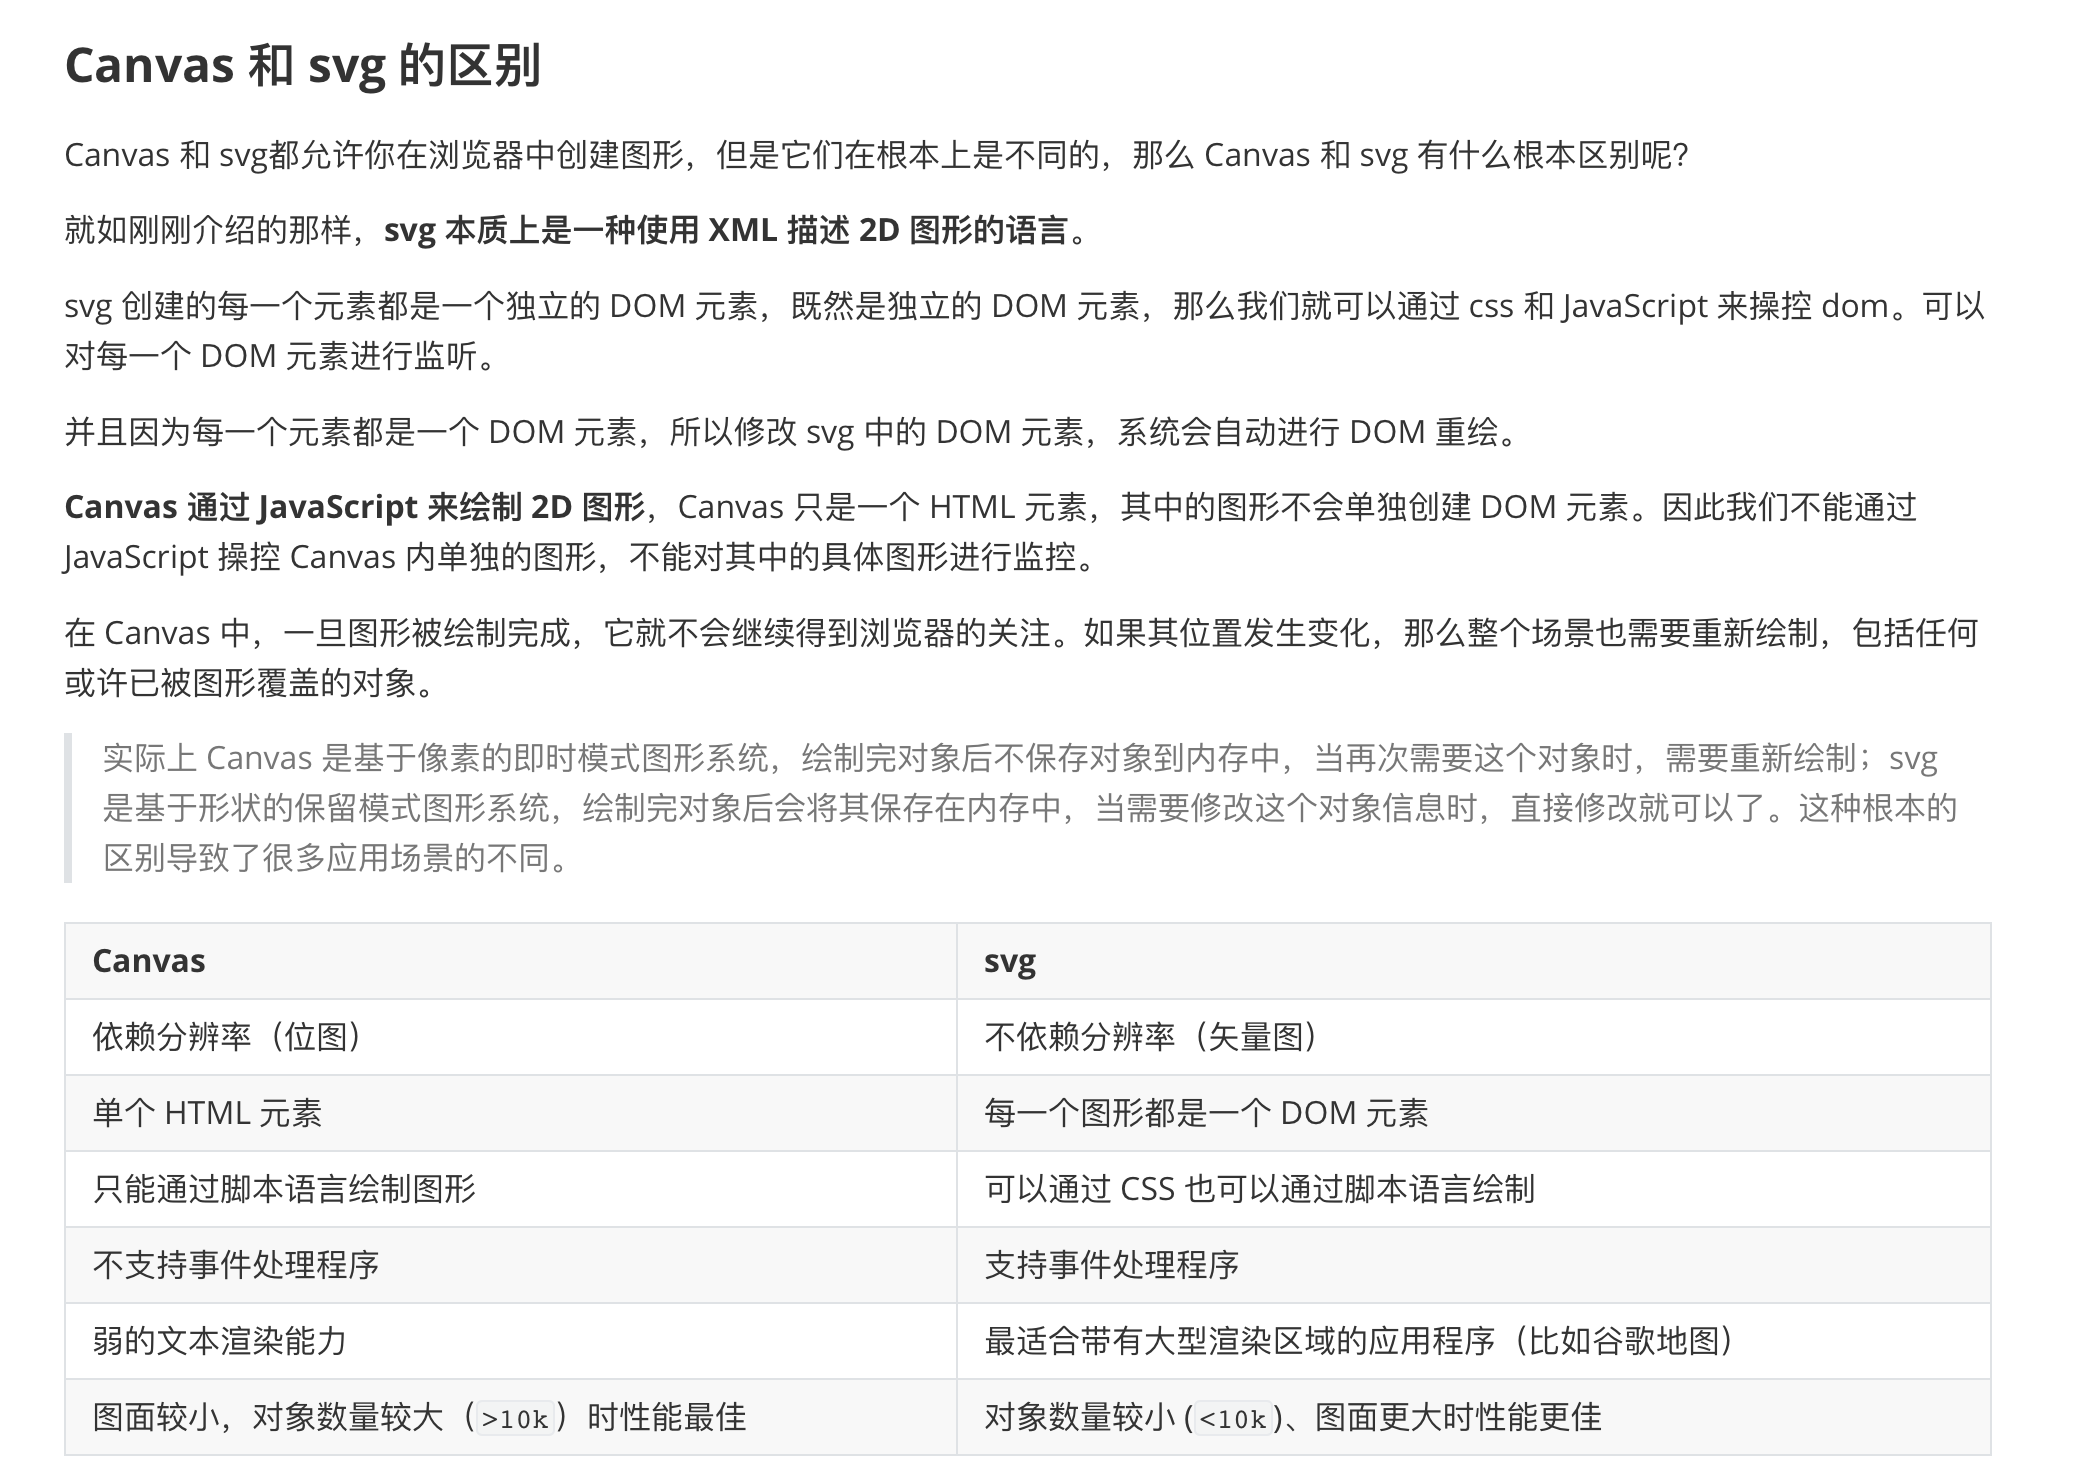 Canvas 和 svg 的区别
Canvas 和 svg都允许你在浏览器中创建图形，但是它们在根本上是不同的，那么 Canvas 和 svg 有什么根本区别呢？
就如刚刚介绍的那样，svg 本质上是一种使用 XML 描述 2D 图形的语言。
svg 创建的每一个元素都是一个独立的 DOM 元素，既然是独立的 DOM 元素，那么我们就可以通过 css 和 JavaScript 来操控 dom。可以
对每一个 DOM 元素进行监听。
并且因为每一个元素都是一个 DOM 元素，所以修改 svg 中的 DOM 元素，系统会自动进行 DOM 重绘。
Canvas 通过 JavaScript 来绘制 2D 图形，Canvas 只是一个 HTML 元素，其中的图形不会单独创建 DOM 元素。因此我们不能通过
JavaScript 操控 Canvas 内单独的图形，不能对其中的具体图形进行监控。
在 Canvas 中，一旦图形被绘制完成，它就不会继续得到浏览器的关注。如果其位置发生变化，那么整个场景也需要重新绘制，包括任何
或许已被图形覆盖的对象。
实际上 Canvas 是基于像素的即时模式图形系统，绘制完对象后不保存对象到内存中，当再次需要这个对象时，需要重新绘制；svg
是基于形状的保留模式图形系统，绘制完对象后会将其保存在内存中，当需要修改这个对象信息时，直接修改就可以了。这种根本的
区别导致了很多应用场景的不同。
Canvas svg
依赖分辨率（位图） 不依赖分辨率（矢量图）
单个 HTML 元素 每一个图形都是一个 DOM 元素
只能通过脚本语言绘制图形 可以通过 CSS 也可以通过脚本语言绘制
不支持事件处理程序 支持事件处理程序
弱的文本渲染能力 最适合带有大型渲染区域的应用程序（比如谷歌地图）
图面较小，对象数量较大（>10k）时性能最佳 对象数量较小 (<10k)、图面更大时性能更佳